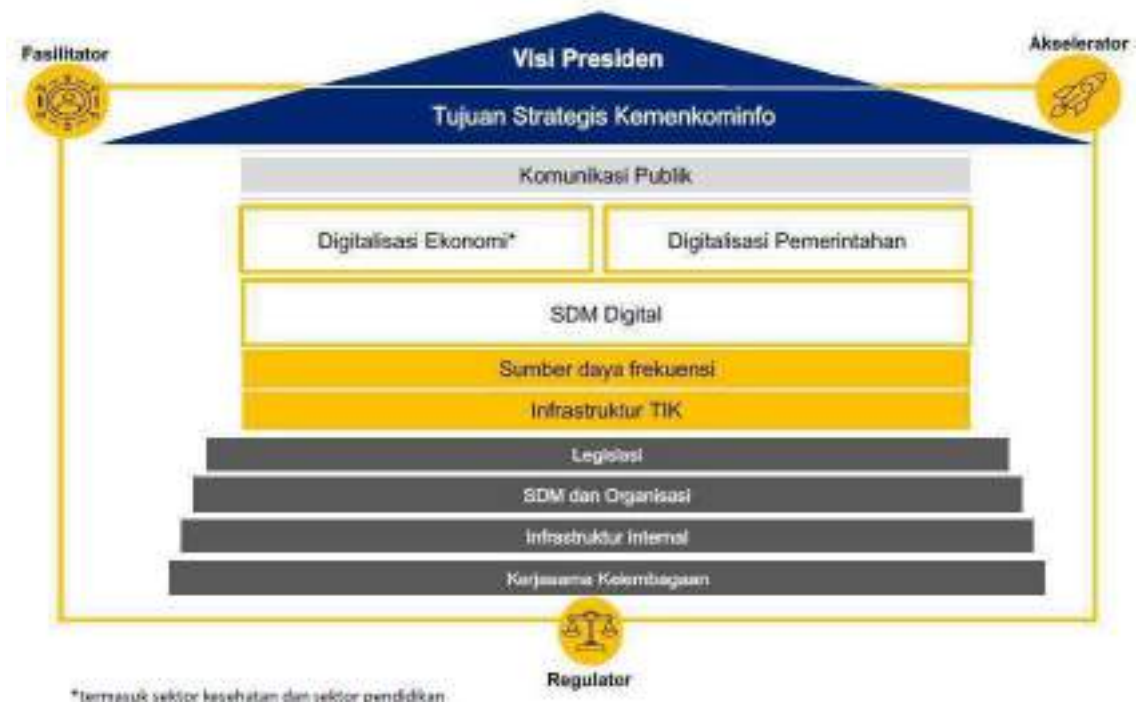 Fasilitator
Akselerator
Visi Presiden
Tujuan Strategis Kemenkominfo
Komunikasi Publik
Digitalisasi Ekonomi*
Digitalisasi Pemerintahan
SDM Digital
Sumber daya frekuensi
Infrastruktur TIK
Legislasi
SDM dan Organisasi
Infrastruktur internal
Kerjasama Kelembagaan
Regulator
*termasuk sektor kesehatan dan sektor pendidikan